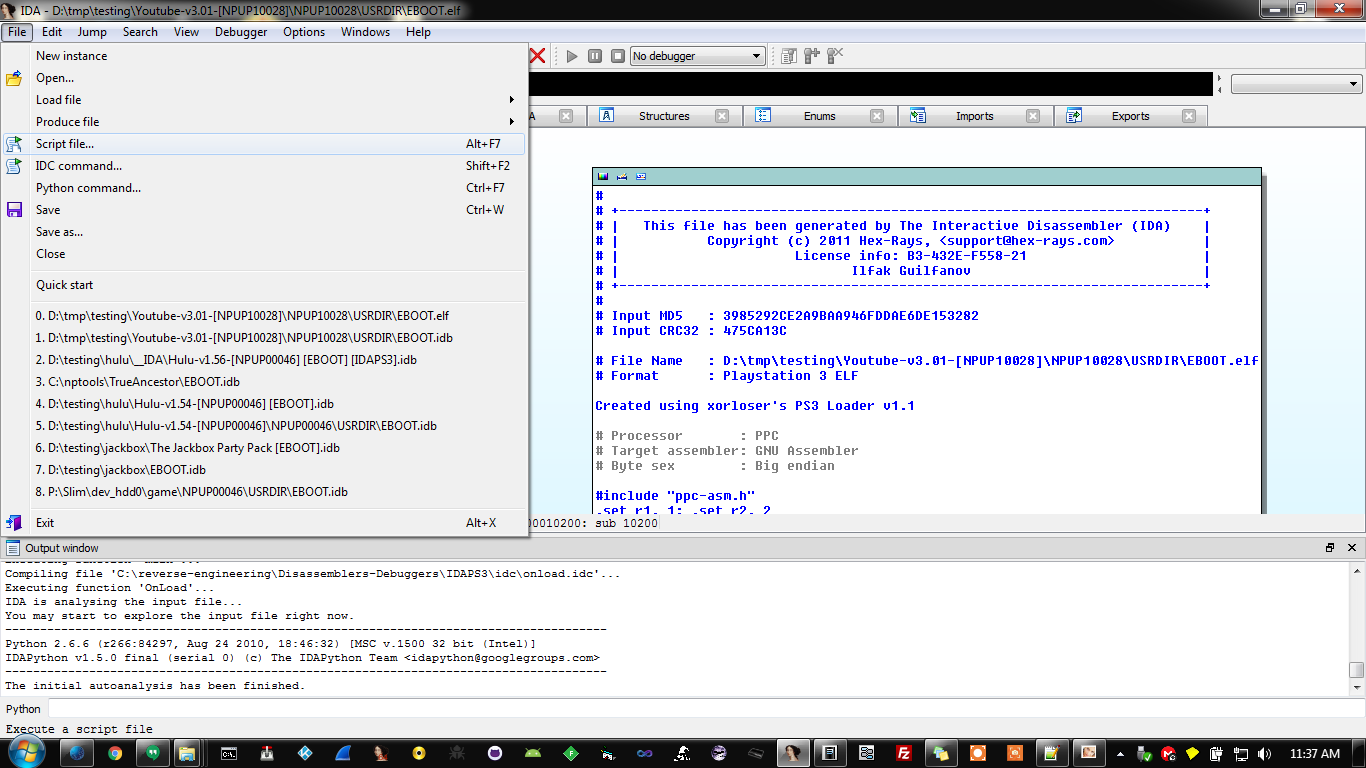 IDA - D:\tmp\testing\Youtube-v3.01-[NPUP10028]\NPUP10028\USRDIR\EBOOT.elf
File Edit Jump Search View Debugger Options Windows Help
New instance
Open...
Load file
Produce file
Script file... Alt+F7
IDC command... Shift+F2
Python command... Ctrl+F7
Save Ctrl+W
Save as...
Close
Quick start
0. D:\tmp\testing\Youtube-v3.01-[NPUP10028]\NPUP10028\USRDIR\EBOOT.elf
1. D:\tmp\testing\Youtube-v3.01-[NPUP10028]\NPUP10028\USRDIR\EBOOT.idb
2. D:\testing\hulu\__IDA\Hulu-v1.56-[NPUP00046] [EBOOT] [IDAPS3].idb
3. C:\nptools\TrueAncestor\EBOOT.idb
4. D:\testing\hulu\Hulu-v1.54-[NPUP00046] [EBOOT].idb
5. D:\testing\hulu\Hulu-v1.54-[NPUP00046]\NPUP00046\USRDIR\EBOOT.idb
6. D:\testing\jackbox\The Jackbox Party Pack [EBOOT].idb
7. D:\testing\jackbox\EBOOT.idb
8. P:\Slim\dev_hdd0\game\NPUP00046\USRDIR\EBOOT.idb
Exit Alt+X
No debugger
A Structures Enums Imports Exports
#
# +-------------------------------------------------------------------------+
# | This file has been generated by The Interactive Disassembler (IDA) |
# | Copyright (c) 2011 Hex-Rays, <support@hex-rays.com> |
# | License info: B3-432E-F558-21 |
# | Ilfak Guilfanov |
# +-------------------------------------------------------------------------+
#
# Input MD5 : 3985292CE2A9BAA946FDDAE6DE153282
# Input CRC32 : 475CA13C
# File Name : D:\tmp\testing\Youtube-v3.01-[NPUP10028]\NPUP10028\USRDIR\EBOOT.elf
# Format : Playstation 3 ELF
Created using xorloser's PS3 Loader v1.1
# Processor : PPC
# Target assembler: GNU Assembler
# Byte sex : Big endian
#include "ppc-asm.h"
.set r1, 1; .set r2, 2
00010200: sub 10200
Output window
Compiling file 'C:\reverse-engineering\Disassemblers-Debuggers\IDAPS3\idc\onload.idc'...
Executing function 'OnLoad'...
IDA is analysing the input file...
You may start to explore the input file right now.
-------------------------------------------------------------------------------------
Python 2.6.6 (r266:84297, Aug 24 2010, 18:46:32) [MSC v.1500 32 bit (Intel)]
IDAPython v1.5.0 final (serial 0) (c) The IDAPython Team <idapython@googlegroups.com>
-------------------------------------------------------------------------------------
The initial autoanalysis has been finished.
Python
Execute a script file
11:37 AM